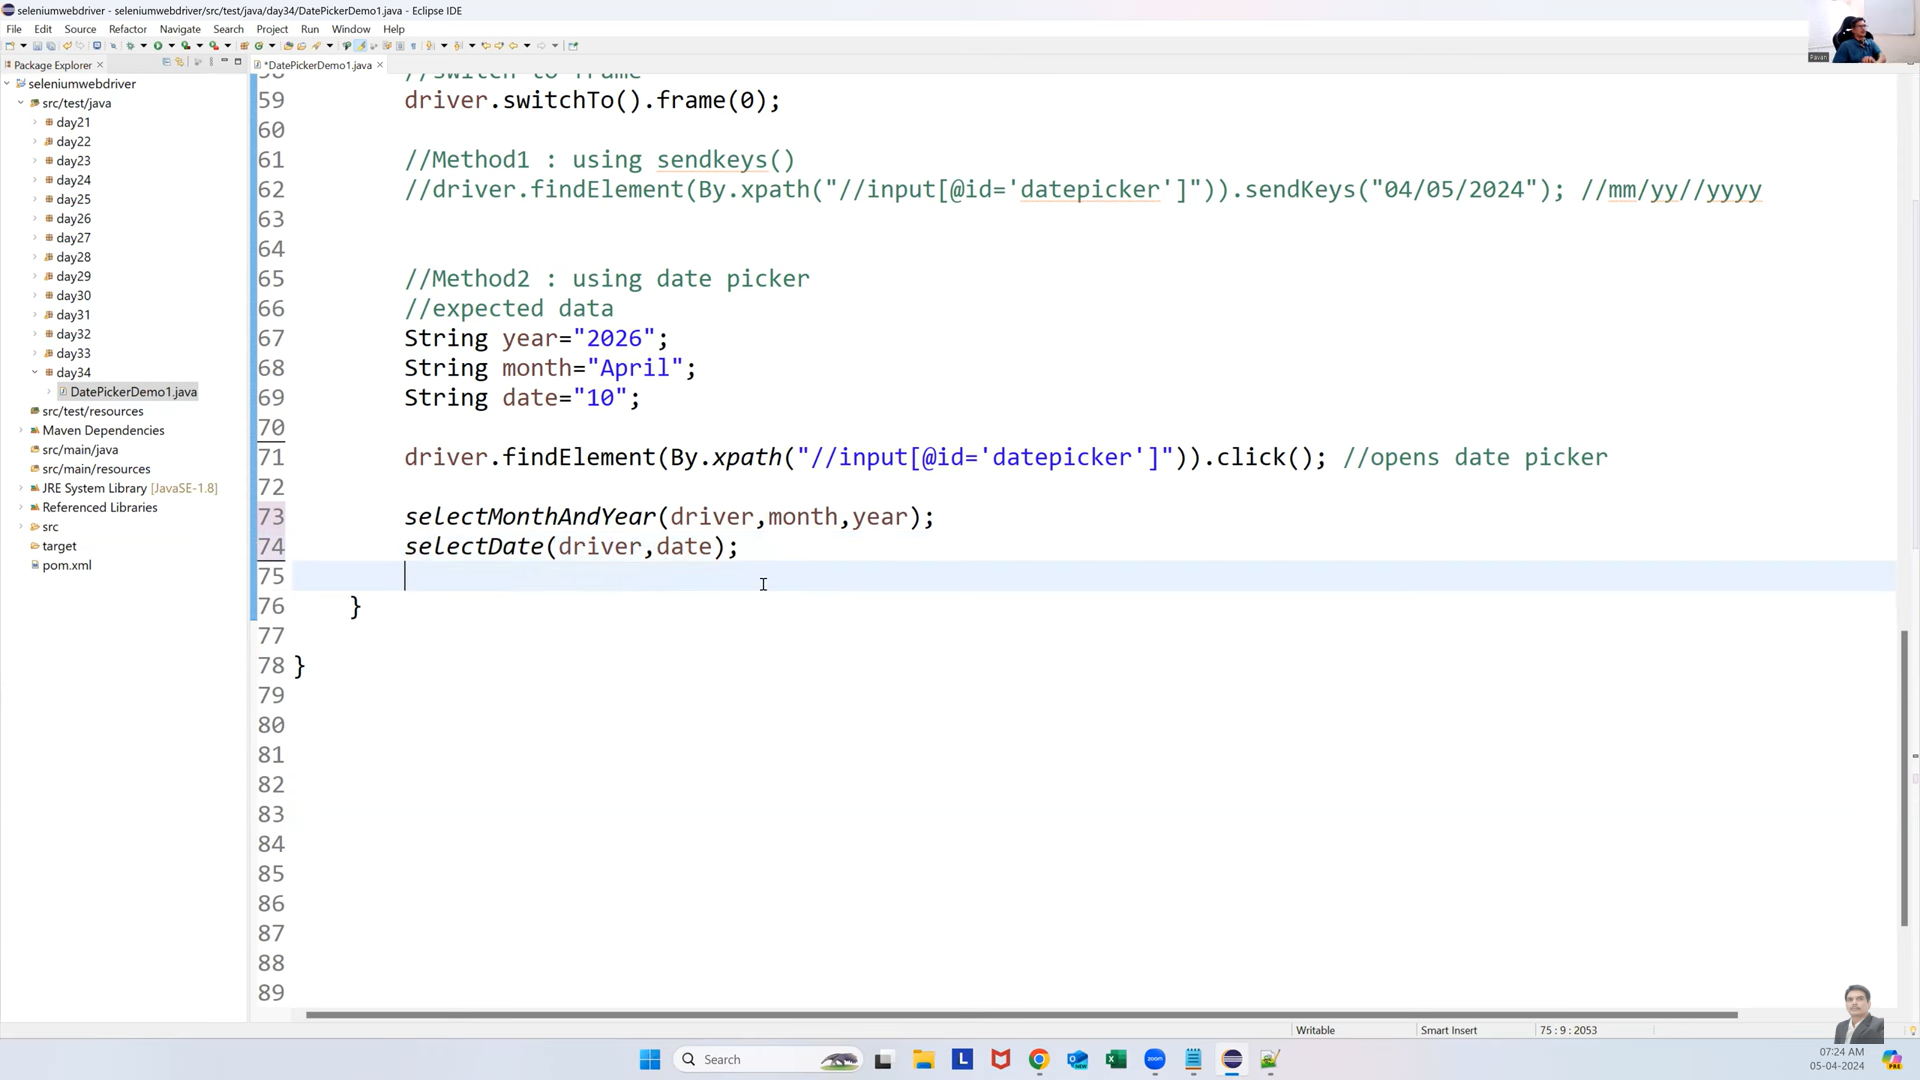 seleniumwebdriver - seleniumwebdriver/src/test/java/day34/DatePickerDemo1.java - Eclipse IDE
File Edit Source Refactor Navigate Search Project Run Window Help
Package Explorer
*DatePickerDemo1.java
seleniumwebdriver
src/test/java
day21
day22
day23
day24
day25
day26
day27
day28
day29
day30
day31
day32
day33
day34
DatePickerDemo1.java
src/test/resources
Maven Dependencies
src/main/java
src/main/resources
JRE System Library [JavaSE-1.8]
Referenced Libraries
src
target
pom.xml
58 //switch to frame
59 driver.switchTo().frame(0);
60
61 //Method1 : using sendkeys()
62 //driver.findElement(By.xpath("//input[@id='datepicker']")).sendKeys("04/05/2024"); //mm/yy//yyyy
63
64
65 //Method2 : using date picker
66 //expected data
67 String year="2026";
68 String month="April";
69 String date="10";
70
71 driver.findElement(By.xpath("//input[@id='datepicker']")).click(); //opens date picker
72
73 selectMonthAndYear(driver,month,year);
74 selectDate(driver,date);
75
76 }
77
78 }
79
80
81
82
83
84
85
86
87
88
89
Pavan
Writable Smart Insert 75 : 9 : 2053
Search
07:24 AM
05-04-2024